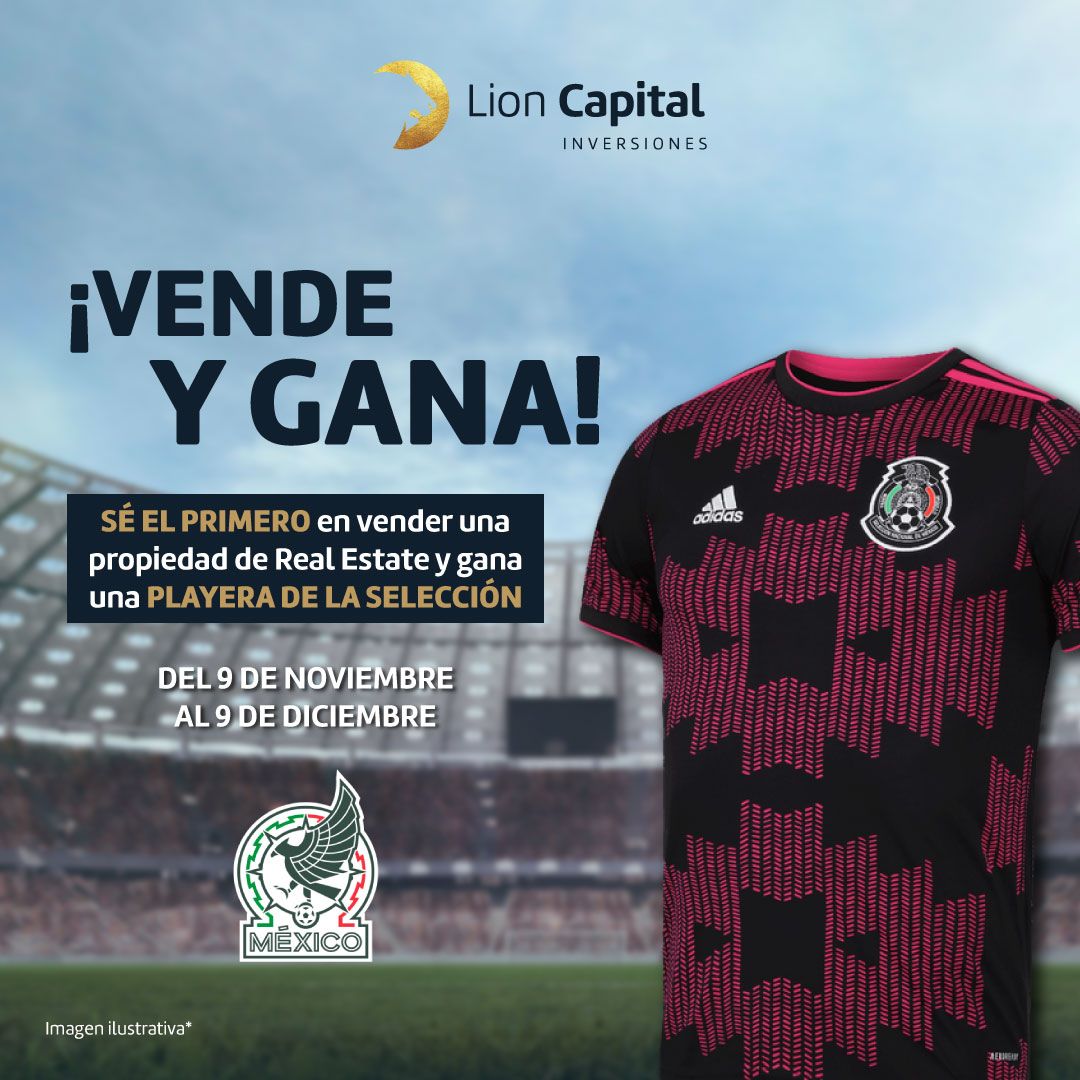 Lion Capital
INVERSIONES
¡VENDE
Y GANA!
SÉ EL PRIMERO en vender una
propiedad de Real Estate y gana
una PLAYERA DE LA SELECCIÓN
DEL 9 DE NOVIEMBRE
AL 9 DE DICIEMBRE
adidas
MÉXICO
Imagen ilustrativa*